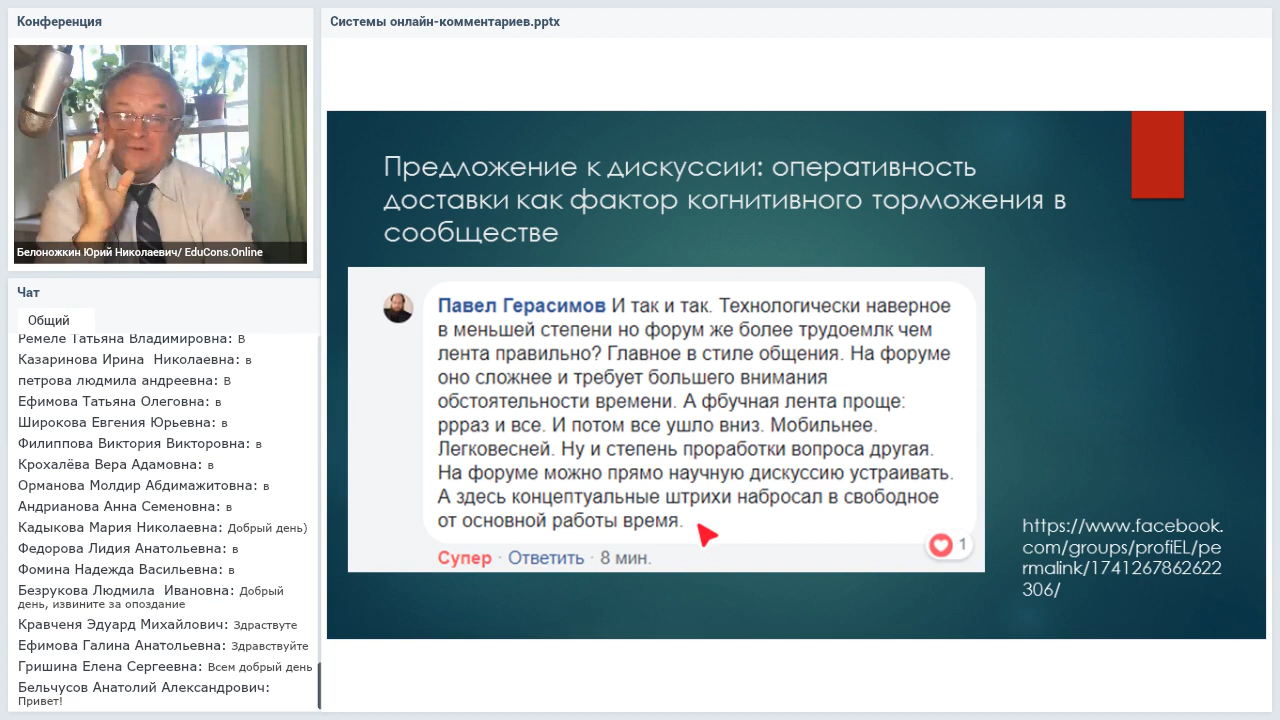 Конференция
Белоножкин Юрий Николаевич/ EduCons.Online
Чат
Общий
Ремеле Татьяна Владимировна: В
Казаринова Ирина  Николаевна: в
петрова людмила андреевна: В
Ефимова Татьяна Олеговна: в
Широкова Евгения Юрьевна: в
Филиппова Виктория Викторовна: в
Крохалёва Вера Адамовна: в
Орманова Молдир Абдимажитовна: в
Андрианова Анна Семеновна: в
Кадыкова Мария Николаевна: Добрый день)
Федорова Лидия Анатольевна: в
Фомина Надежда Васильевна: в
Безрукова Людмила  Ивановна: Добрый
день, извините за опоздание
Кравченя Эдуард Михайлович: Здраствуте
Ефимова Галина Анатольевна: Здравствуйте
Гришина Елена Сергеевна: Всем добрый день
Бельчусов Анатолий Александрович:
Привет!
Системы онлайн-комментариев.pptx
Предложение к дискуссии: оперативность
доставки как фактор когнитивного торможения в
сообществе
Павел Герасимов И так и так. Технологически наверное
в меньшей степени но форум же более трудоемлк чем
лента правильно? Главное в стиле общения. На форуме
оно сложнее и требует большего внимания
обстоятельности времени. А фбучная лента проще:
ррраз и все. И потом все ушло вниз. Мобильнее.
Легковесней. Ну и степень проработки вопроса другая.
На форуме можно прямо научную дискуссию устраивать.
А здесь концептуальные штрихи набросал в свободное
от основной работы время.
1
Супер · Ответить · 8 мин.
https://www.facebook.
com/groups/profiEL/pe
rmalink/1741267862622
306/